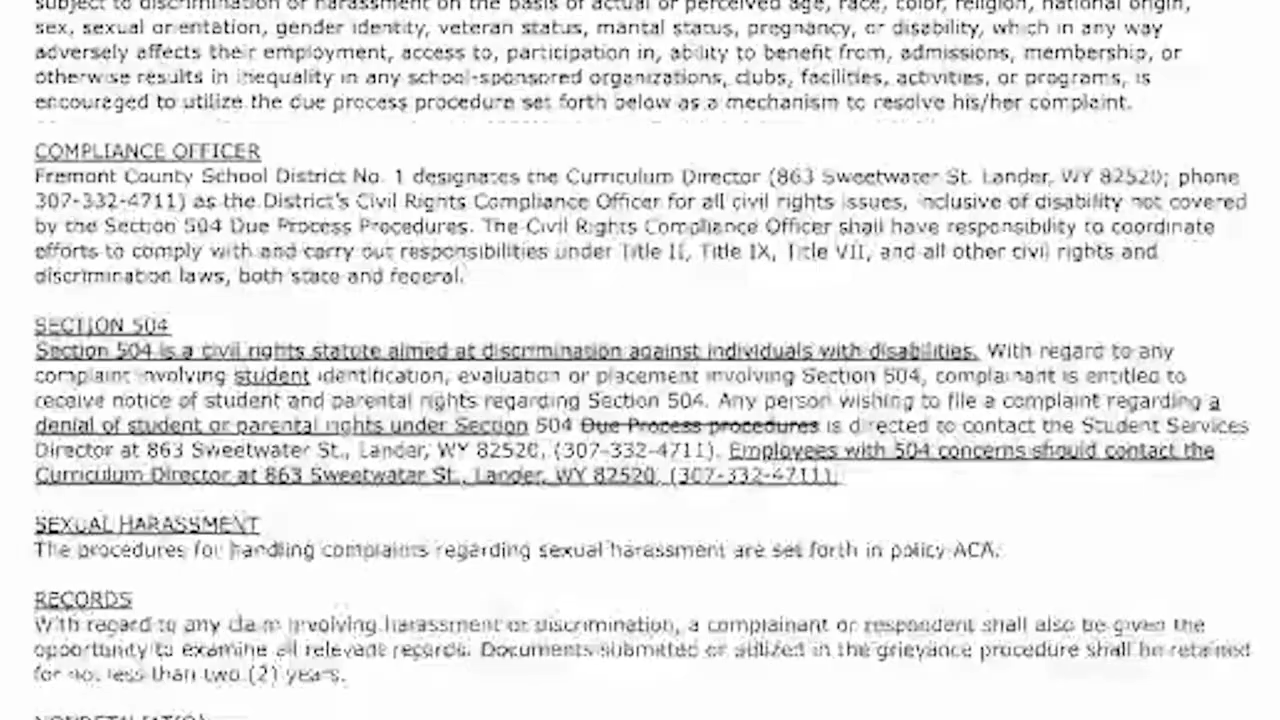 subject to discrimination or harassment on the basis of actual or perceived age, race, color, religion, national origin,
sex, sexual orientation, gender identity, veteran status, marital status, pregnancy, or disability, which in any way
adversely affects their employment, access to, participation in, ability to benefit from, admissions, membership, or
otherwise results in inequality in any school-sponsored organizations, clubs, facilities, activities, or programs, is
encouraged to utilize the due process procedure set forth below as a mechanism to resolve his/her complaint.
COMPLIANCE OFFICER
Fremont County School District No. 1 designates the Curriculum Director (863 Sweetwater St. Lander, WY 82520; phone
307-332-4711) as the District's Civil Rights Compliance Officer for all civil rights issues, inclusive of disability not covered
by the Section 504 Due Process Procedures. The Civil Rights Compliance Officer shall have responsibility to coordinate
efforts to comply with and carry out responsibilities under Title II, Title IX, Title VII, and all other civil rights and
discrimination laws, both state and federal.
SECTION 504
Section 504 is a civil rights statute aimed at discrimination against individuals with disabilities. With regard to any
complaint involving student identification, evaluation or placement involving Section 504, complainant is entitled to
receive notice of student and parental rights regarding Section 504. Any person wishing to file a complaint regarding a
denial of student or parental rights under Section 504 Due Process procedures is directed to contact the Student Services
Director at 863 Sweetwater St., Lander, WY 82520, (307-332-4711). Employees with 504 concerns should contact the
Curriculum Director at 863 Sweetwater St., Lander, WY 82520, (307-332-4711).
SEXUAL HARASSMENT
The procedures for handling complaints regarding sexual harassment are set forth in policy ACA.
RECORDS
With regard to any claim involving harassment or discrimination, a complainant or respondent shall also be given the
opportunity to examine all relevant records. Documents submitted or utilized in the grievance procedure shall be retained
for not less than two (2) years.